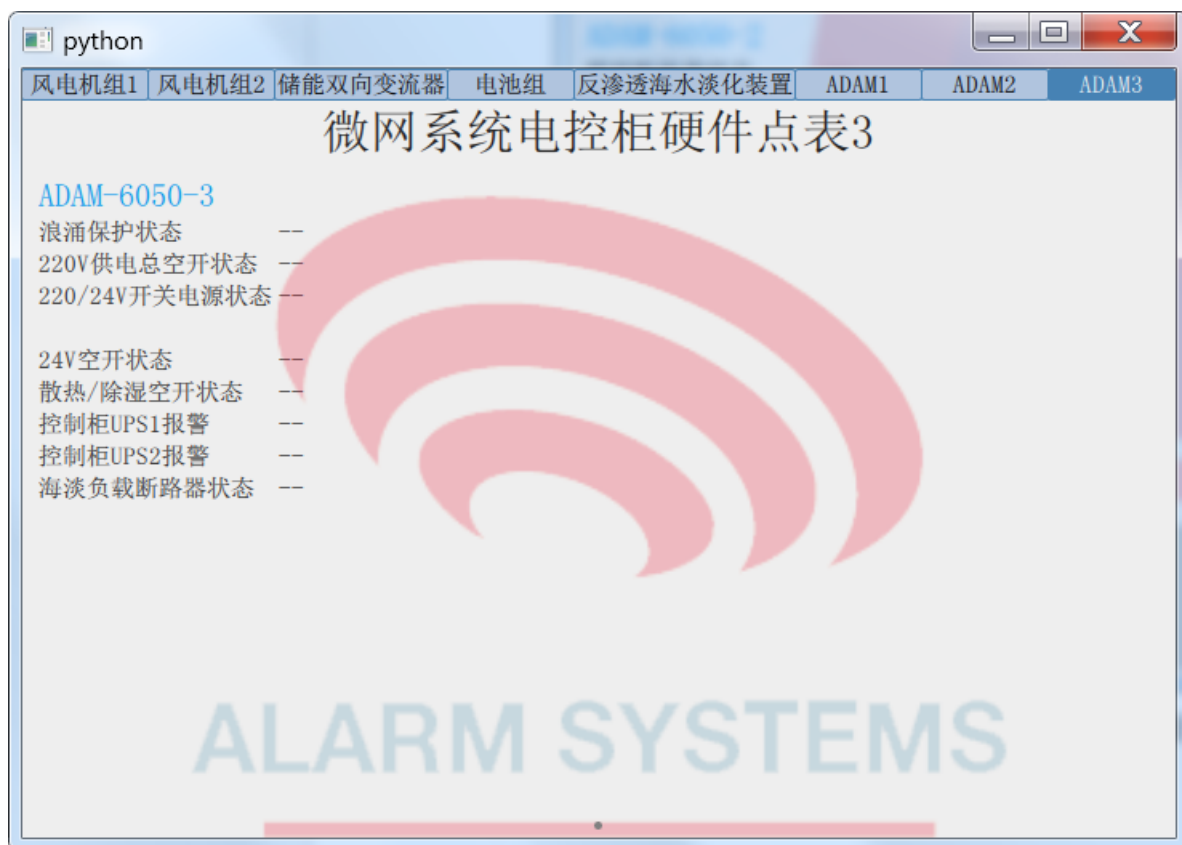 python
风电机组1 风电机组2 储能双向变流器 电池组 反渗透海水淡化装置 ADAM1 ADAM2 ADAM3
微网系统电控柜硬件点表3
ADAM-6050-3
浪涌保护状态 --
220V供电总空开状态 --
220/24V开关电源状态 --
24V空开状态 --
散热/除湿空开状态 --
控制柜UPS1报警 --
控制柜UPS2报警 --
海淡负载断路器状态 --
ALARM SYSTEMS